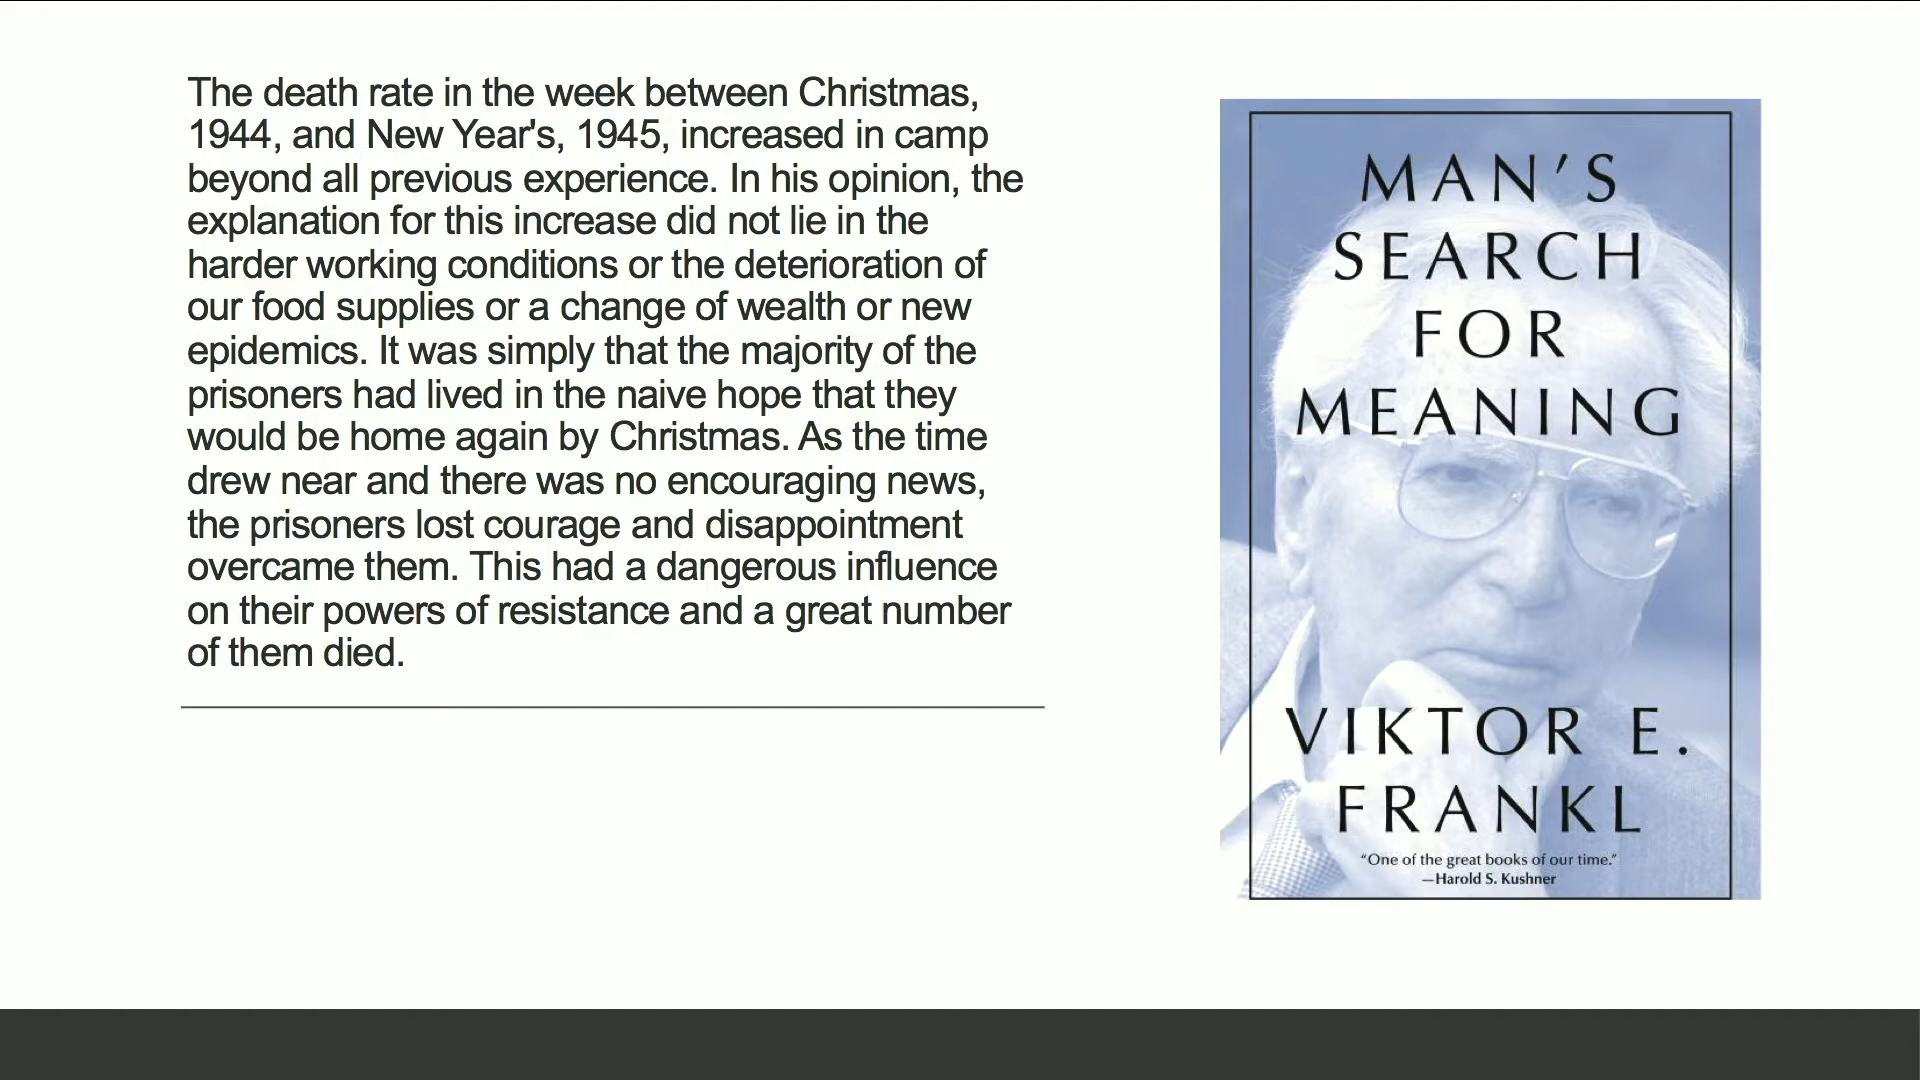 The death rate in the week between Christmas,
1944, and New Year's, 1945, increased in camp
beyond all previous experience. In his opinion, the
explanation for this increase did not lie in the
harder working conditions or the deterioration of
our food supplies or a change of wealth or new
epidemics. It was simply that the majority of the
prisoners had lived in the naive hope that they
would be home again by Christmas. As the time
drew near and there was no encouraging news,
the prisoners lost courage and disappointment
overcame them. This had a dangerous influence
on their powers of resistance and a great number
of them died.
MAN'S
SEARCH
FOR
MEANING
VIKTOR E.
FRANKL
“One of the great books of our time.”
—Harold S. Kushner